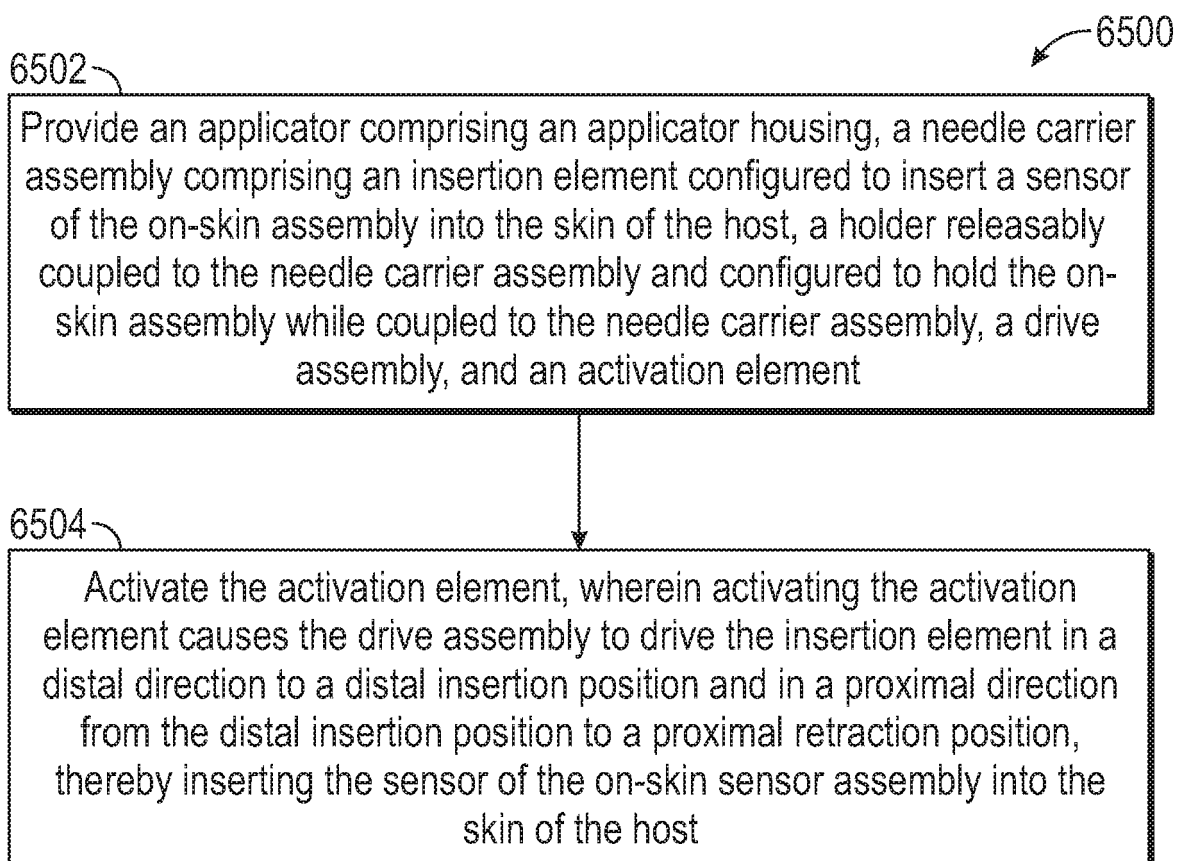 6500
6502
Provide an applicator comprising an applicator housing, a needle carrier
assembly comprising an insertion element configured to insert a sensor
of the on-skin assembly into the skin of the host, a holder releasably
coupled to the needle carrier assembly and configured to hold the on-
skin assembly while coupled to the needle carrier assembly, a drive
assembly, and an activation element
6504
Activate the activation element, wherein activating the activation
element causes the drive assembly to drive the insertion element in a
distal direction to a distal insertion position and in a proximal direction
from the distal insertion position to a proximal retraction position,
thereby inserting the sensor of the on-skin sensor assembly into the
skin of the host